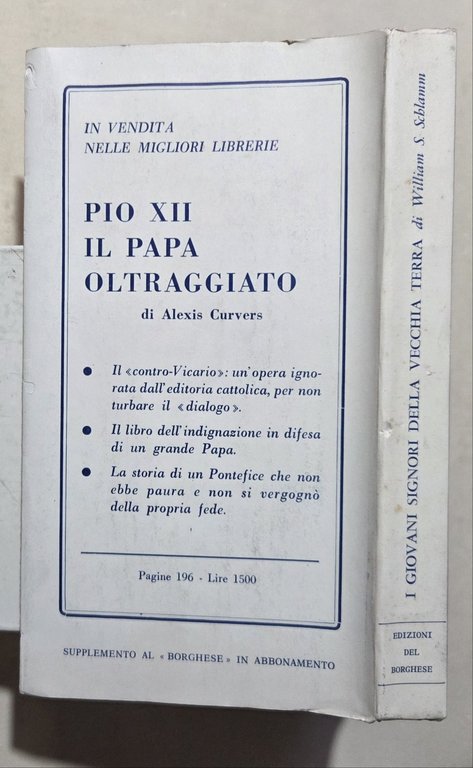 IN VENDITA
NELLE MIGLIORI LIBRERIE
PIO XII
IL PAPA
OLTRAGGIATO
di Alexis Curvers
● Il «contro-Vicario»: un'opera igno-
rata dall'editoria cattolica, per non
turbare il «dialogo».
● Il libro dell'indignazione in difesa
di un grande Papa.
● La storia di un Pontefice che non
ebbe paura e non si vergognò
della propria fede.
Pagine 196 - Lire 1500
SUPPLEMENTO AL «BORGHESE» IN ABBONAMENTO
I GIOVANI SIGNORI DELLA VECCHIA TERRA di William S. Schlamm
EDIZIONI
DEL
BORGHESE